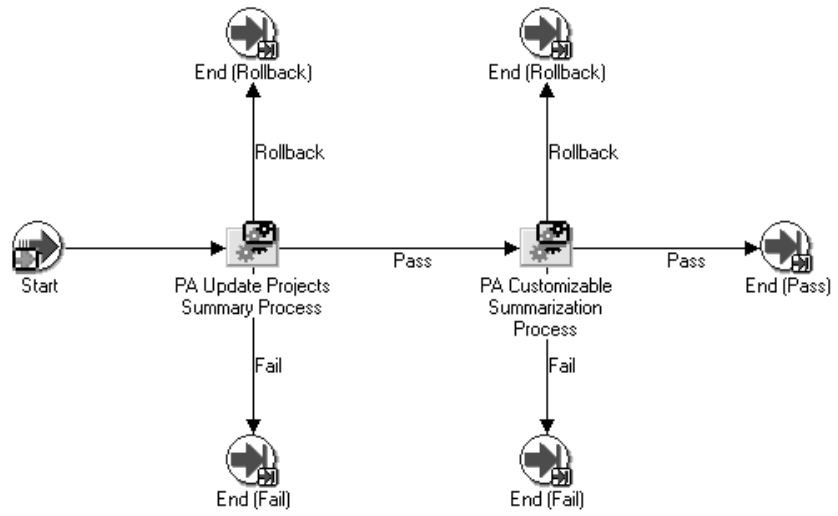 End (Rollback)
End (Rollback)
Rollback
Rollback
Start
PA Update Projects
Summary Process
Pass
PA Customizable
Summarization
Process
Pass
End (Pass)
Fail
Fail
End (Fail)
End (Fail)